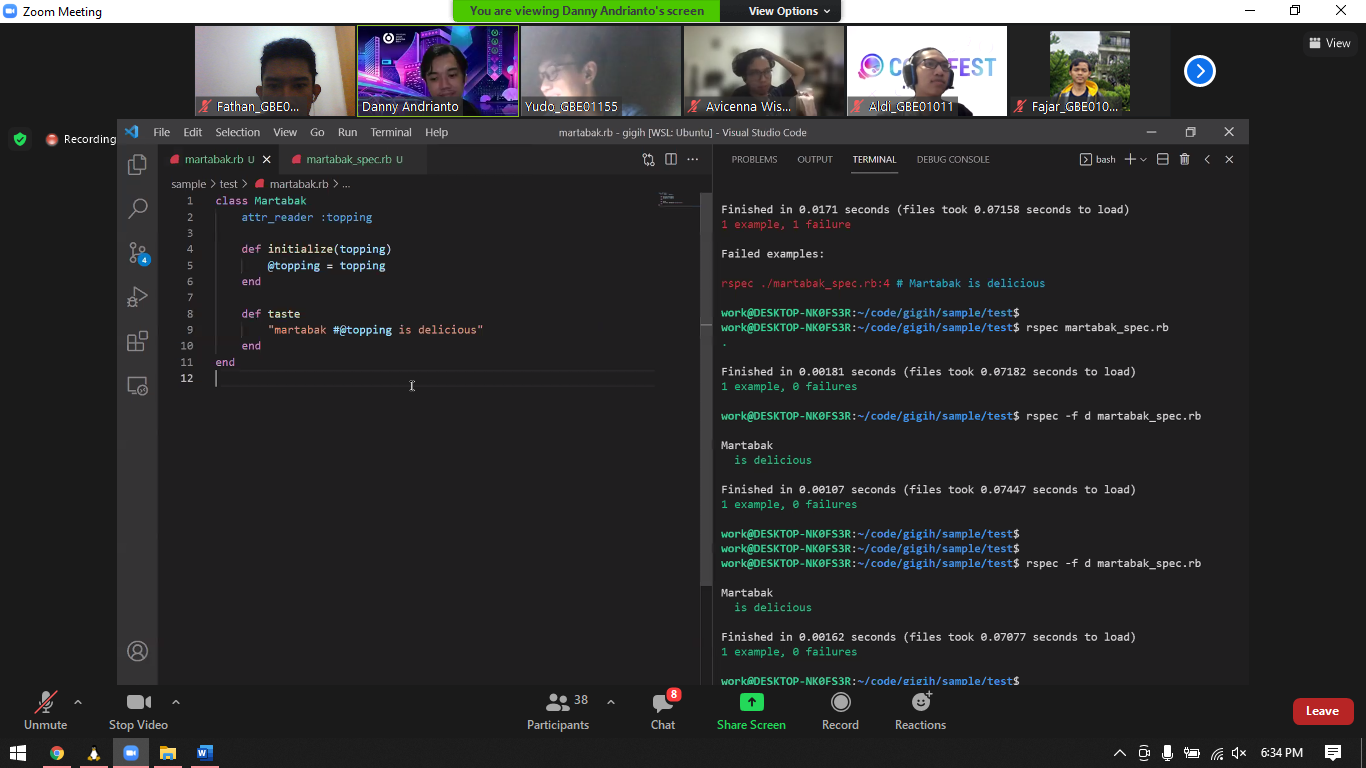 Zoom Meeting
You are viewing Danny Andrianto's screen
View Options
View
Fathan_GBE0...
Danny Andrianto
Yudo_GBE01155
Avicenna Wis...
Aldi_GBE01011
Fajar_GBE010...
Recording
File Edit Selection View Go Run Terminal Help
martabak.rb - gigih [WSL: Ubuntu] - Visual Studio Code
martabak.rb U
martabak_spec.rb U
sample > test > martabak.rb > ...
1 class Martabak
2 attr_reader :topping
3
4 def initialize(topping)
5 @topping = topping
6 end
7
8 def taste
9 "martabak #@topping is delicious"
10 end
11 end
12
4
PROBLEMS OUTPUT TERMINAL DEBUG CONSOLE
bash
Finished in 0.0171 seconds (files took 0.07158 seconds to load)
1 example, 1 failure
Failed examples:
rspec ./martabak_spec.rb:4 # Martabak is delicious
work@DESKTOP-NK0FS3R:~/code/gigih/sample/test$
work@DESKTOP-NK0FS3R:~/code/gigih/sample/test$ rspec martabak_spec.rb
.
Finished in 0.00181 seconds (files took 0.07182 seconds to load)
1 example, 0 failures
work@DESKTOP-NK0FS3R:~/code/gigih/sample/test$ rspec -f d martabak_spec.rb
Martabak
is delicious
Finished in 0.00107 seconds (files took 0.07447 seconds to load)
1 example, 0 failures
work@DESKTOP-NK0FS3R:~/code/gigih/sample/test$
work@DESKTOP-NK0FS3R:~/code/gigih/sample/test$
work@DESKTOP-NK0FS3R:~/code/gigih/sample/test$ rspec -f d martabak_spec.rb
Martabak
is delicious
Finished in 0.00162 seconds (files took 0.07077 seconds to load)
1 example, 0 failures
work@DESKTOP-NK0FS3R:~/code/gigih/sample/test$
Unmute
Stop Video
38
Participants
8
Chat
Share Screen
Record
Reactions
Leave
6:34 PM